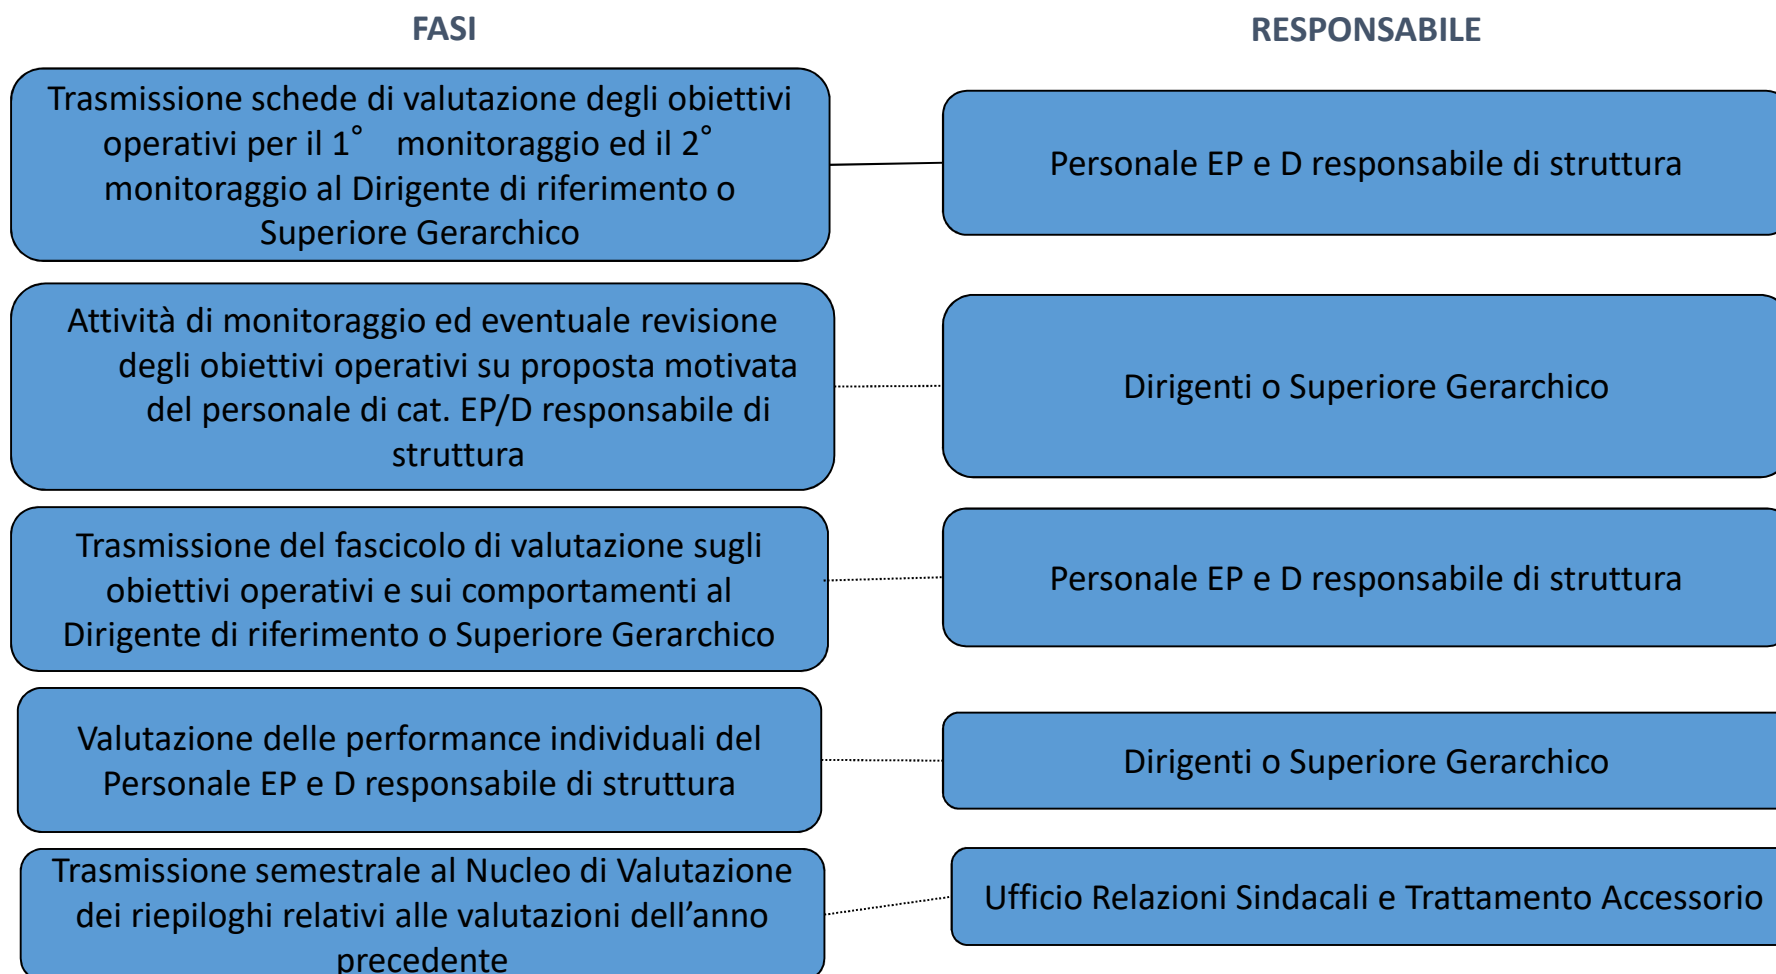 FASI
RESPONSABILE
Trasmissione schede di valutazione degli obiettivi
operativi per il 1° monitoraggio ed il 2°
monitoraggio al Dirigente di riferimento o
Superiore Gerarchico
Personale EP e D responsabile di struttura
Attività di monitoraggio ed eventuale revisione
degli obiettivi operativi su proposta motivata
del personale di cat. EP/D responsabile di
struttura
Dirigenti o Superiore Gerarchico
Trasmissione del fascicolo di valutazione sugli
obiettivi operativi e sui comportamenti al
Dirigente di riferimento o Superiore Gerarchico
Personale EP e D responsabile di struttura
Valutazione delle performance individuali del
Personale EP e D responsabile di struttura
Dirigenti o Superiore Gerarchico
Trasmissione semestrale al Nucleo di Valutazione
dei riepiloghi relativi alle valutazioni dell’anno
precedente
Ufficio Relazioni Sindacali e Trattamento Accessorio